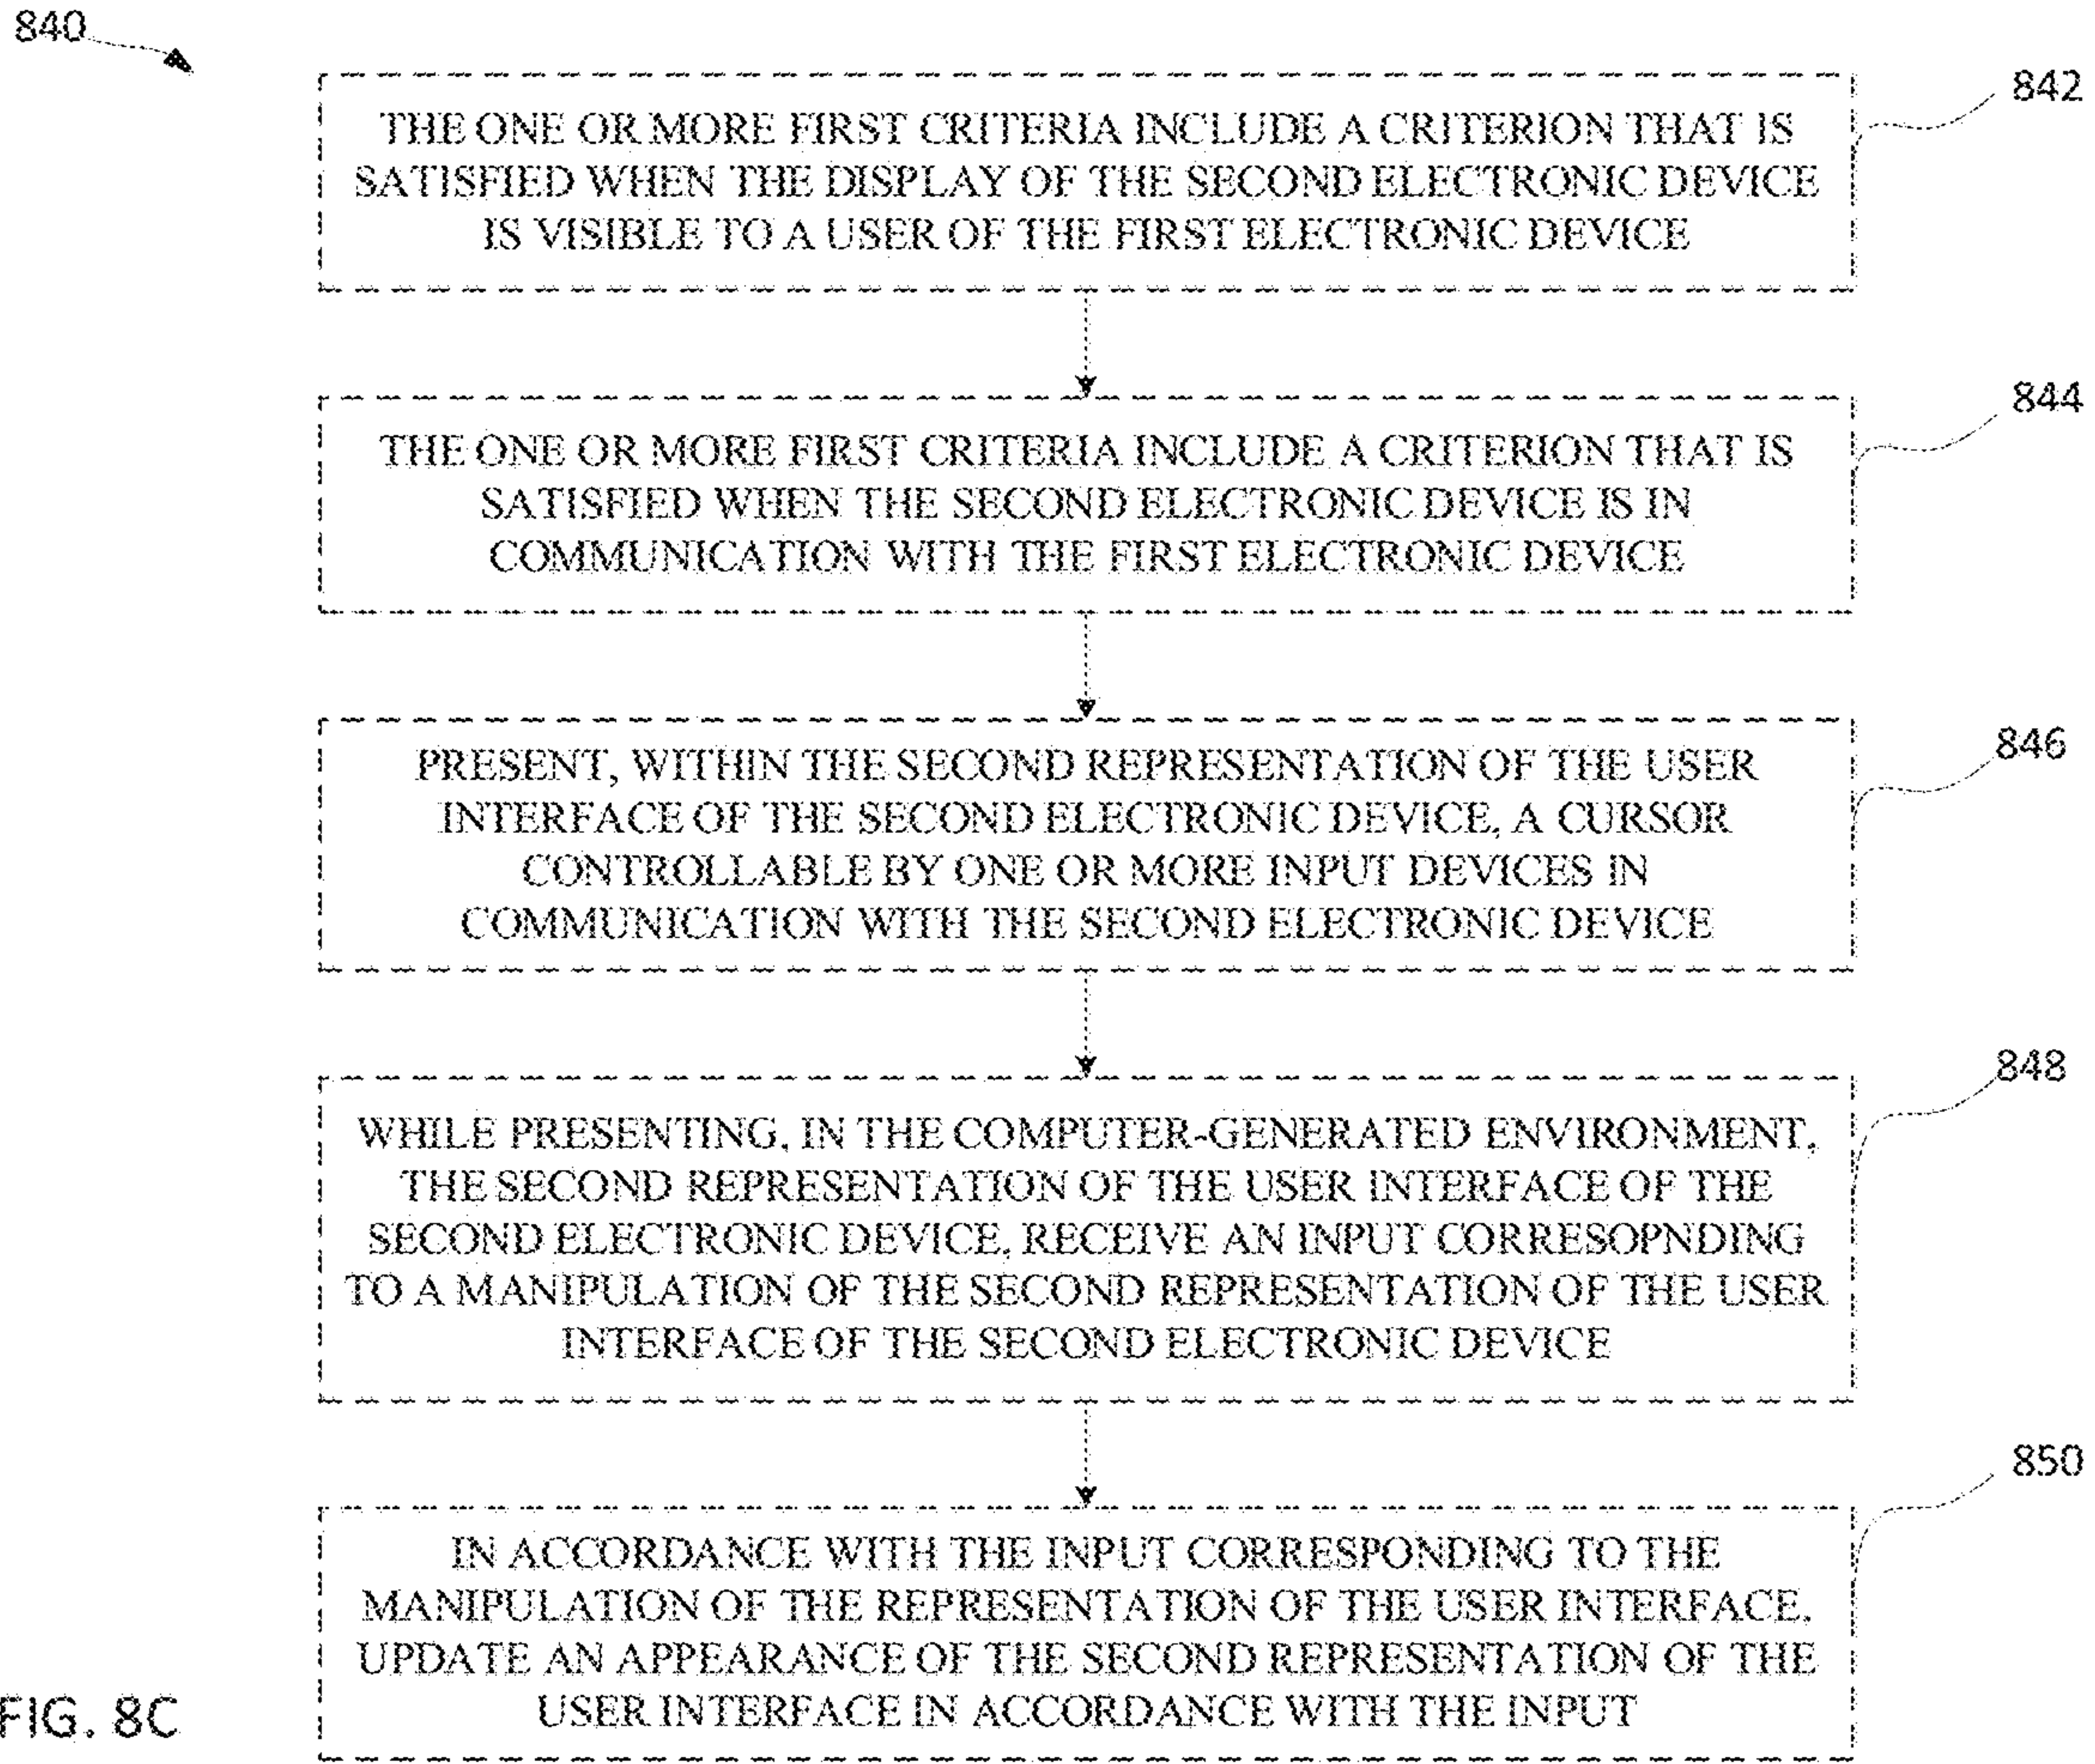 840
842
THE ONE OR MORE FIRST CRITERIA INCLUDE A CRITERION THAT IS
SATISFIED WHEN THE DISPLAY OF THE SECOND ELECTRONIC DEVICE
IS VISIBLE TO A USER OF THE FIRST ELECTRONIC DEVICE
844
THE ONE OR MORE FIRST CRITERIA INCLUDE A CRITERION THAT IS
SATISFIED WHEN THE SECOND ELECTRONIC DEVICE IS IN
COMMUNICATION WITH THE FIRST ELECTRONIC DEVICE
846
PRESENT, WITHIN THE SECOND REPRESENTATION OF THE USER
INTERFACE OF THE SECOND ELECTRONIC DEVICE, A CURSOR
CONTROLLABLE BY ONE OR MORE INPUT DEVICES IN
COMMUNICATION WITH THE SECOND ELECTRONIC DEVICE
848
WHILE PRESENTING, IN THE COMPUTER-GENERATED ENVIRONMENT,
THE SECOND REPRESENTATION OF THE USER INTERFACE OF THE
SECOND ELECTRONIC DEVICE, RECEIVE AN INPUT CORRESOPNDING
TO A MANIPULATION OF THE SECOND REPRESENTATION OF THE USER
INTERFACE OF THE SECOND ELECTRONIC DEVICE
850
IN ACCORDANCE WITH THE INPUT CORRESPONDING TO THE
MANIPULATION OF THE REPRESENTATION OF THE USER INTERFACE,
UPDATE AN APPEARANCE OF THE SECOND REPRESENTATION OF THE
USER INTERFACE IN ACCORDANCE WITH THE INPUT
FIG. 8C